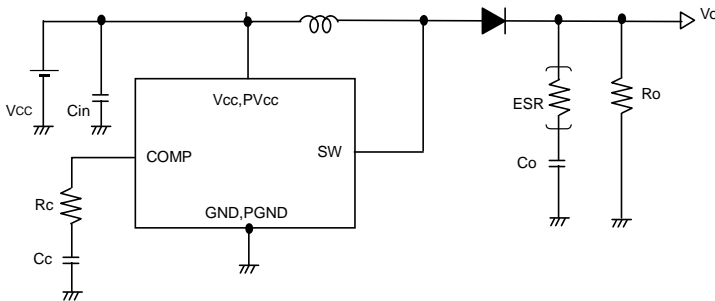 Vo
Vcc,PVcc
VCC
Cin
ESR
Ro
COMP
SW
Co
Rc
GND,PGND
Cc